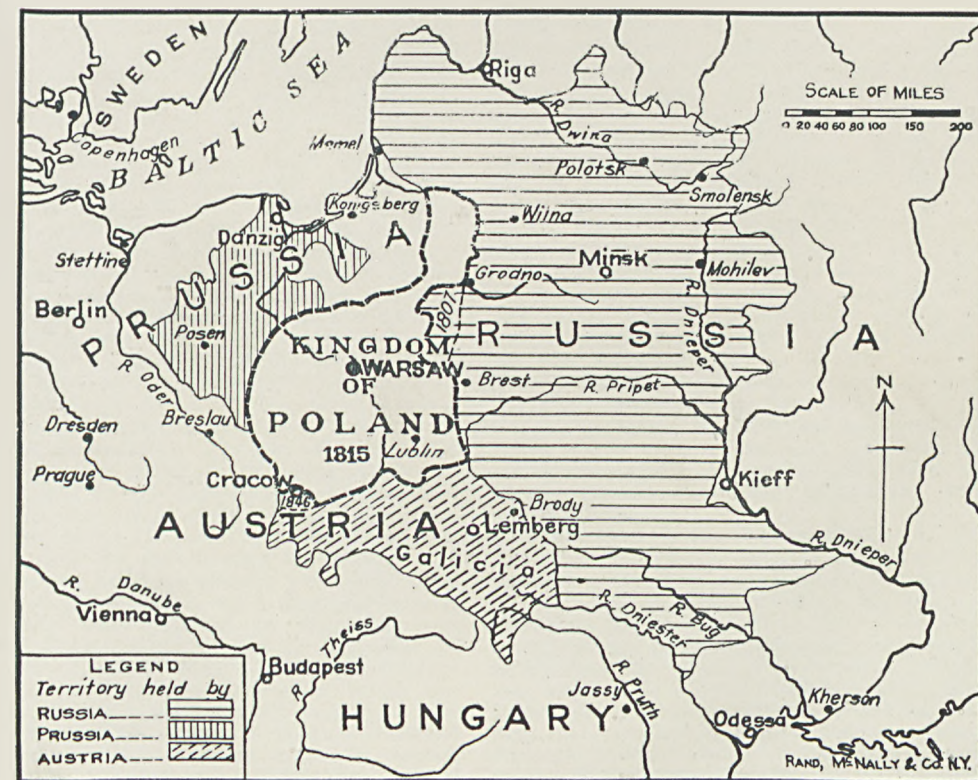 SWEDEN
BALTIC SEA
Copenhagen
Riga
R. Dwina
SCALE OF MILES
0 20 40 60 80 100 150 200
Memel
Polotsk
Smolensk
Königsberg
Wilna
Danzig
Stettine
Minsk
Mohilev
Grodno
1807
Berlin
PRUSSIA
Posen
RUSSIA
R. Dnieper
KINGDOM
OF
POLAND
1815
WARSAW
Brest
R. Pripet
N
R. Oder
Breslau
Dresden
Lublin
Prague
Cracow
1846
Kieff
Brody
AUSTRIA
Lemberg
Galicia
R. Dnieper
R. Danube
Vienna
R. Theiss
R. Dniester
R. Bug
Budapest
HUNGARY
Jassy
R. Pruth
Odessa
Kherson
LEGEND
Territory held by
RUSSIA
PRUSSIA
AUSTRIA
RAND, McNALLY & Co. N.Y.